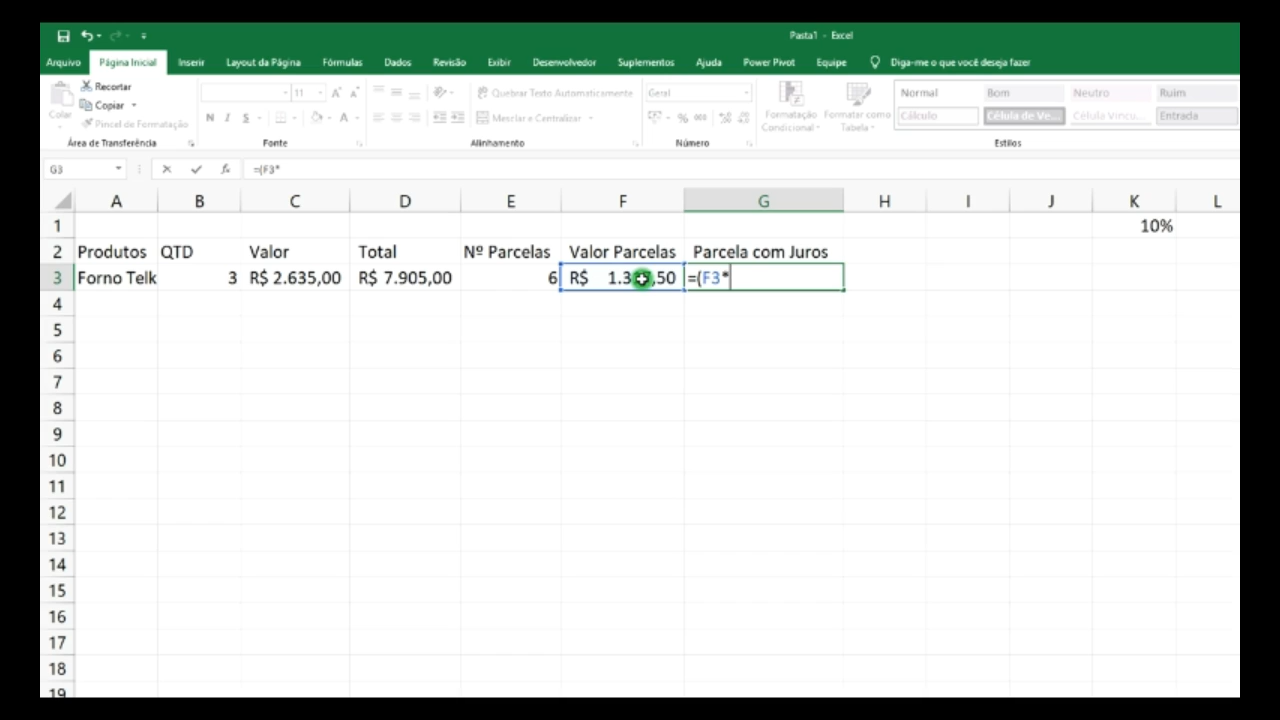 Pasta1 - Excel
Arquivo Página Inicial Inserir Layout da Página Fórmulas Dados Revisão Exibir Desenvolvedor Suplementos Ajuda Power Pivot Equipe Diga-me o que você deseja fazer
Recortar
Copiar
Pincel de Formatação
Colar
Área de Transferência
11
N I S
Fonte
Quebrar Texto Automaticamente
Mesclar e Centralizar
Alinhamento
Geral
% 000
Número
Formatação Condicional
Formatar como Tabela
Normal Bom Neutro Ruim
Cálculo Célula de Ve... Célula Vincu... Entrada
Estilos
G3 fx =(F3*
A B C D E F G H I J K L
1 10%
2 Produtos QTD Valor Total Nº Parcelas Valor Parcelas Parcela com Juros
3 Forno Telk 3 R$ 2.635,00 R$ 7.905,00 6 R$ =(F3*
4
5
6
7
8
9
10
11
12
13
14
15
16
17
18
19